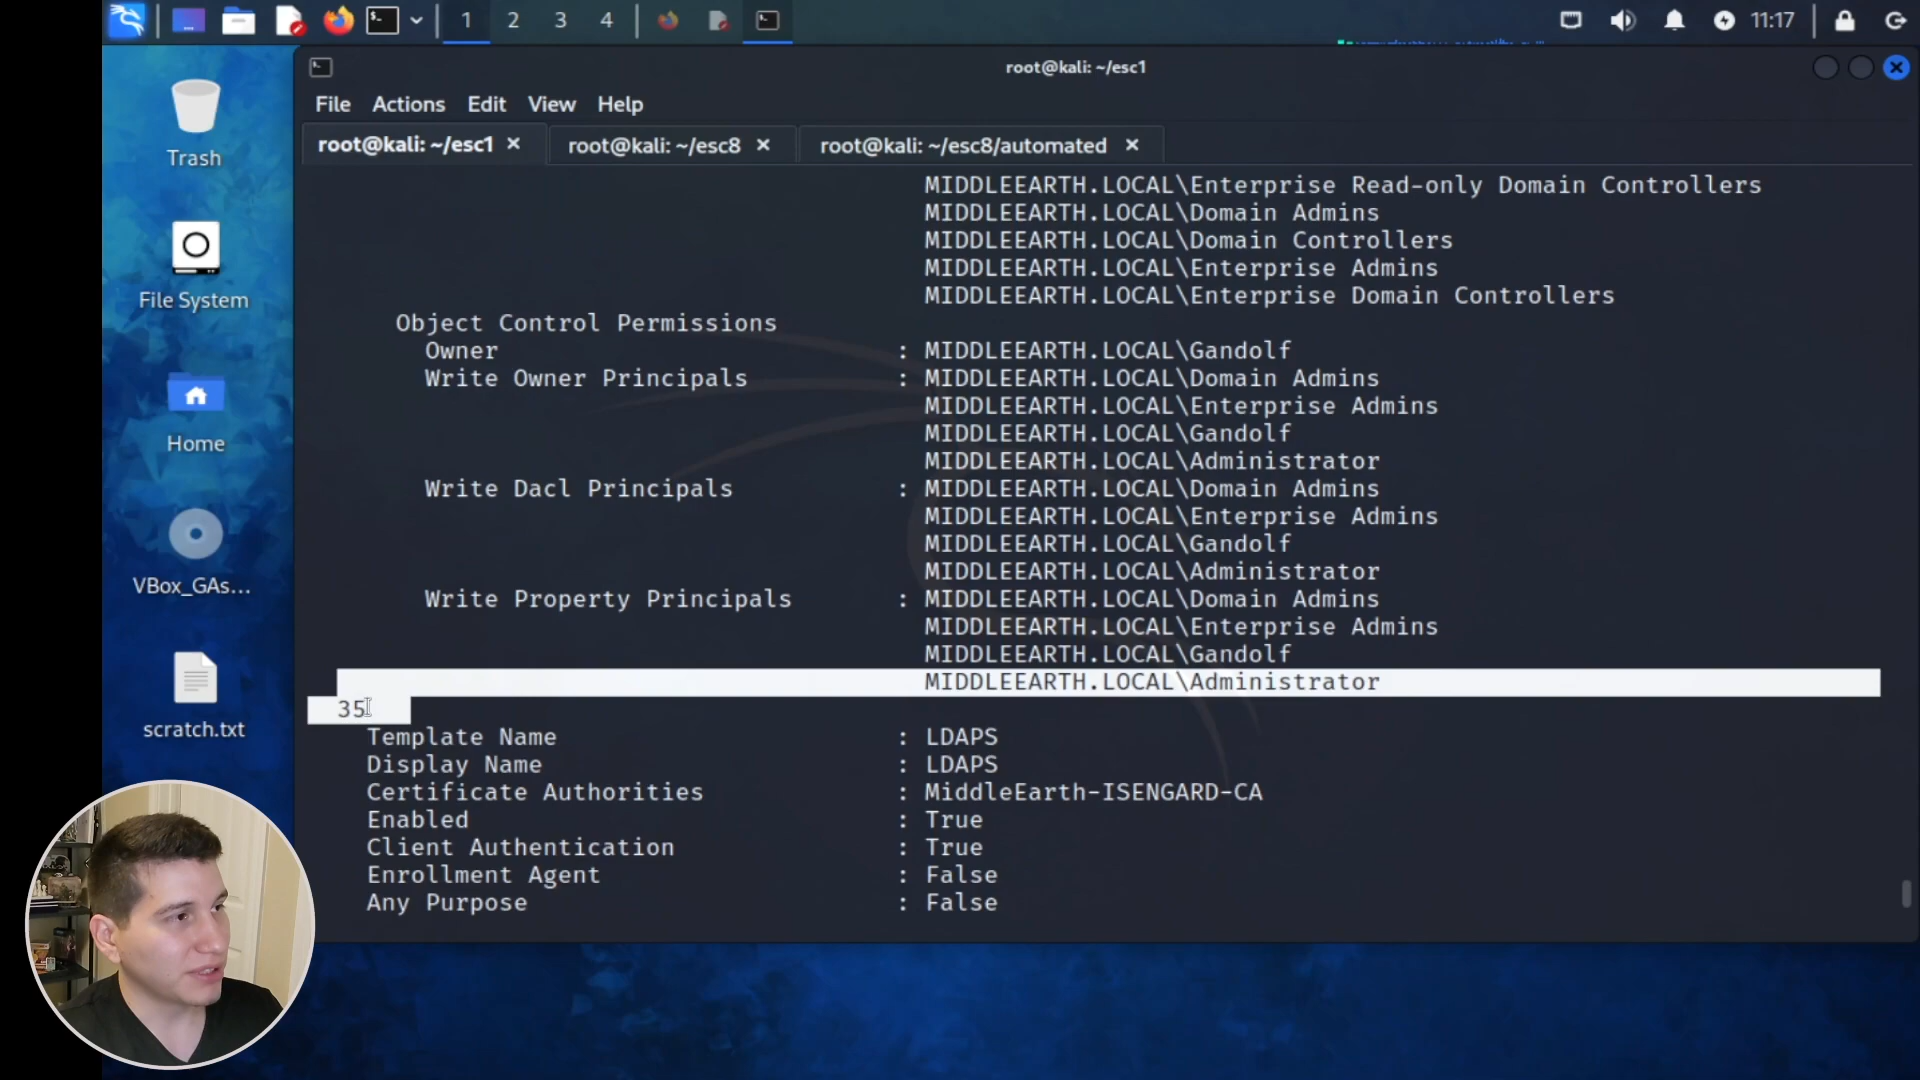 1 2 3 4 11:17
root@kali: ~/esc1
File Actions Edit View Help
root@kali: ~/esc1 × root@kali: ~/esc8 × root@kali: ~/esc8/automated ×
Trash
File System
Home
VBox_GAs...
scratch.txt
MIDDLEEARTH.LOCAL\Enterprise Read-only Domain Controllers
MIDDLEEARTH.LOCAL\Domain Admins
MIDDLEEARTH.LOCAL\Domain Controllers
MIDDLEEARTH.LOCAL\Enterprise Admins
MIDDLEEARTH.LOCAL\Enterprise Domain Controllers
Object Control Permissions
Owner : MIDDLEEARTH.LOCAL\Gandolf
Write Owner Principals : MIDDLEEARTH.LOCAL\Domain Admins
MIDDLEEARTH.LOCAL\Enterprise Admins
MIDDLEEARTH.LOCAL\Gandolf
MIDDLEEARTH.LOCAL\Administrator
Write Dacl Principals : MIDDLEEARTH.LOCAL\Domain Admins
MIDDLEEARTH.LOCAL\Enterprise Admins
MIDDLEEARTH.LOCAL\Gandolf
MIDDLEEARTH.LOCAL\Administrator
Write Property Principals : MIDDLEEARTH.LOCAL\Domain Admins
MIDDLEEARTH.LOCAL\Enterprise Admins
MIDDLEEARTH.LOCAL\Gandolf
MIDDLEEARTH.LOCAL\Administrator
35
Template Name : LDAPS
Display Name : LDAPS
Certificate Authorities : MiddleEarth-ISENGARD-CA
Enabled : True
Client Authentication : True
Enrollment Agent : False
Any Purpose : False